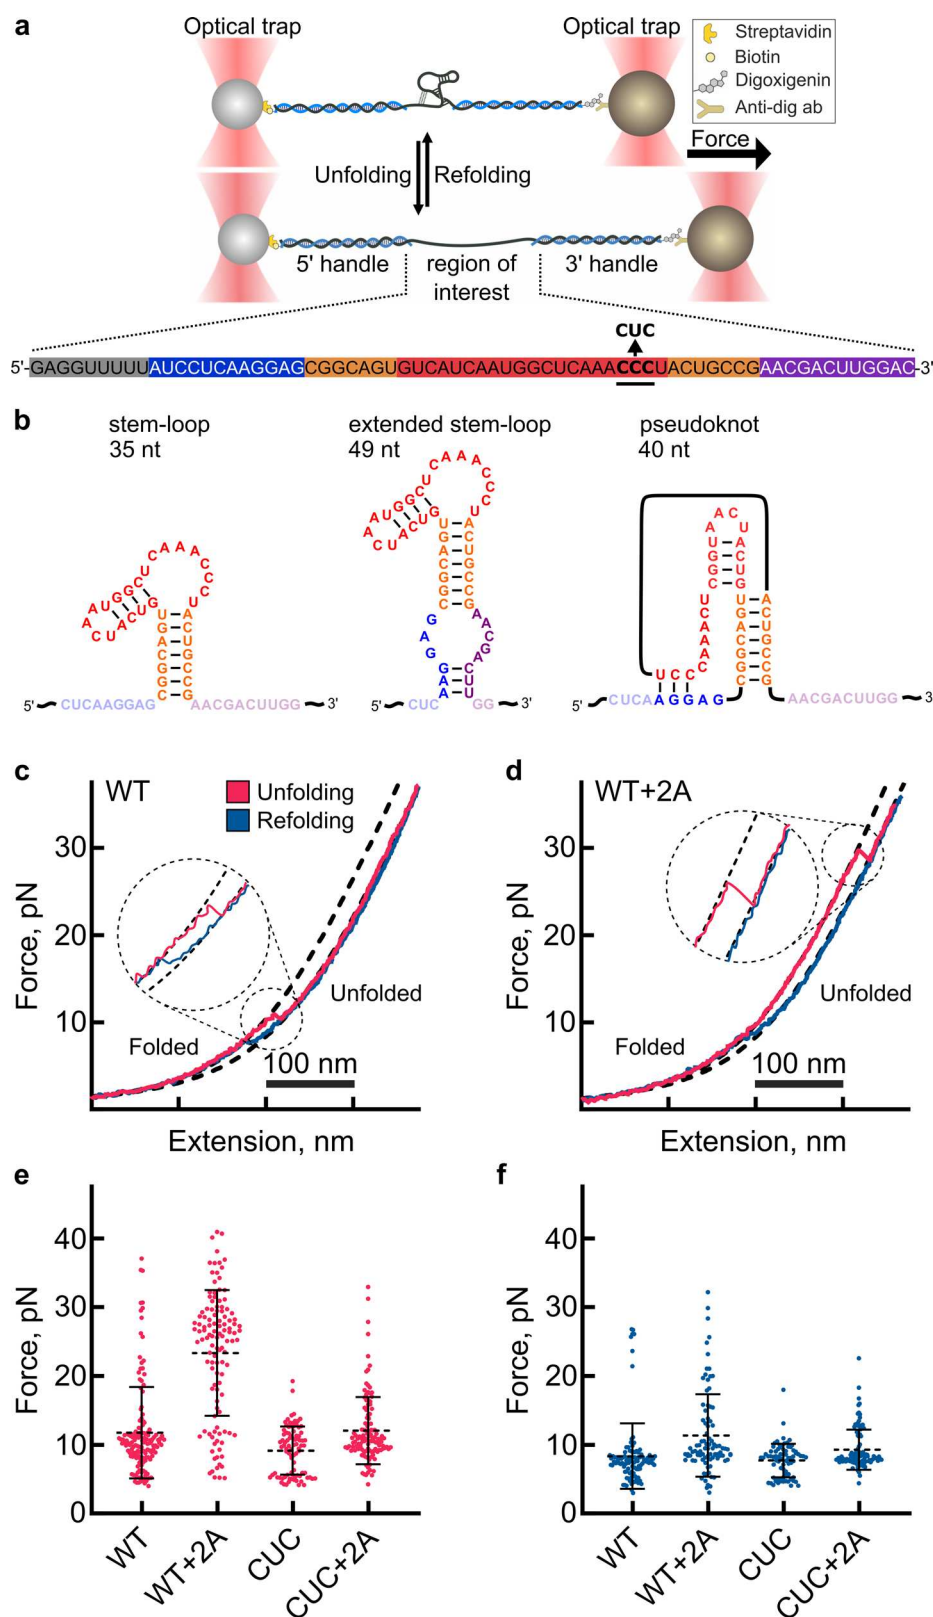 a
Optical trap
Optical trap
Streptavidin
Biotin
Digoxigenin
Anti-dig ab
Force
Unfolding
Refolding
5' handle
region of
interest
3' handle
CUC
5'-GAGGUUUUUAUCCUCAAGGAGCGGCAGUGUCAUCAAUGGCUCAAACCCUACUGCCGAACGACUUGGAC-3'
b
stem-loop
35 nt
extended stem-loop
49 nt
pseudoknot
40 nt
5' CUCAAGGAG
AACGACUUGG 3'
5' CUC
GG 3'
5' CUCAAGGAG
AACGACUUGG 3'
c
WT
Unfolding
Refolding
Force, pN
30
20
10
Folded
Unfolded
100 nm
Extension, nm
d
WT+2A
Force, pN
30
20
10
Folded
Unfolded
100 nm
Extension, nm
e
Force, pN
40
30
20
10
0
WT
WT+2A
CUC
CUC+2A
f
Force, pN
40
30
20
10
0
WT
WT+2A
CUC
CUC+2A